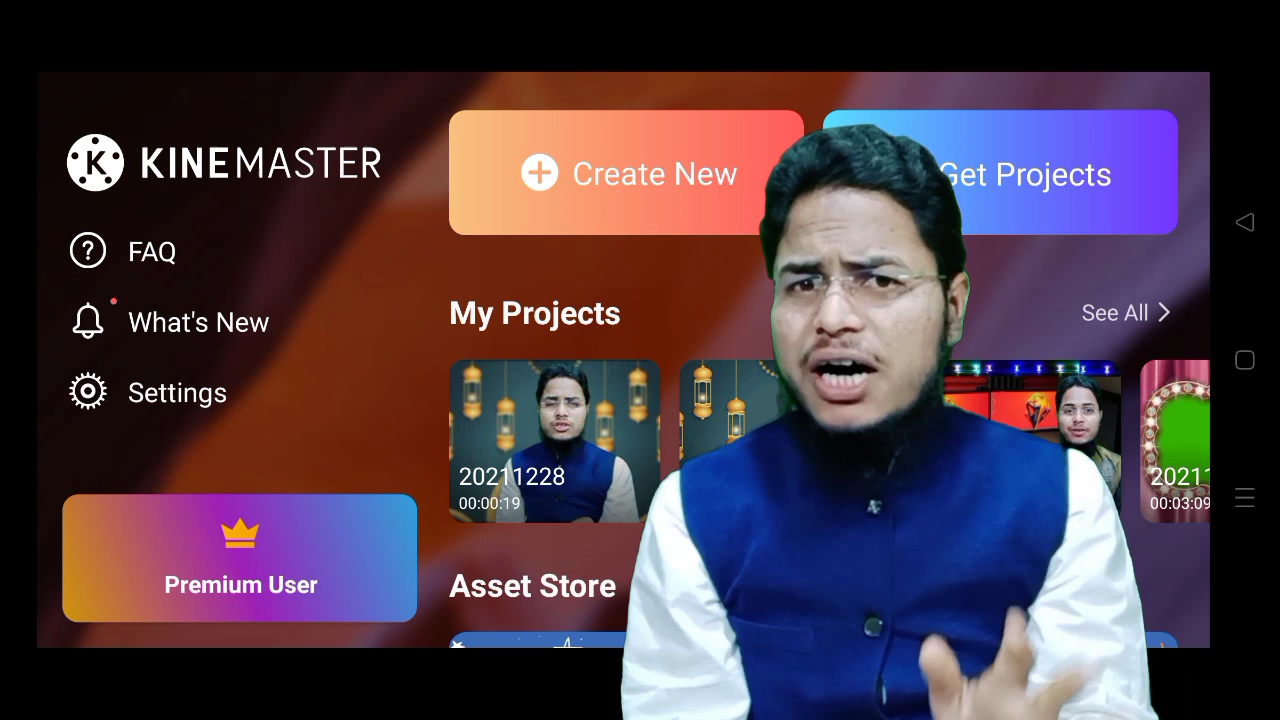 KINEMASTER
FAQ
What's New
Settings
Premium User
Create New
Get Projects
My Projects
See All
20211228
00:00:19
00:03:09
Asset Store